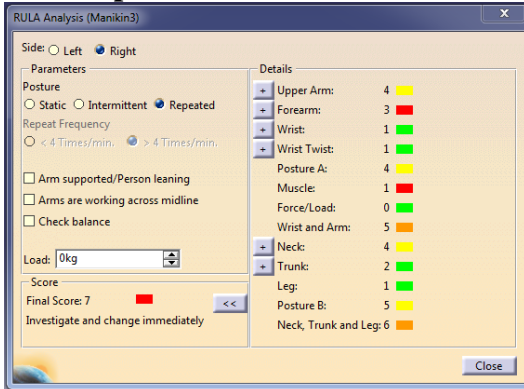 RULA Analysis (Manikin3)
X
Side: Left Right
Parameters
Posture
Static Intermittent Repeated
Repeat Frequency
< 4 Times/min. > 4 Times/min.
Arm supported/Person leaning
Arms are working across midline
Check balance
Load: 0kg
Score
Final Score: 7
<<
Investigate and change immediately
Details
+ Upper Arm: 4
+ Forearm: 3
+ Wrist: 1
+ Wrist Twist: 1
Posture A: 4
Muscle: 1
Force/Load: 0
Wrist and Arm: 5
+ Neck: 4
+ Trunk: 2
Leg: 1
Posture B: 5
Neck, Trunk and Leg: 6
Close